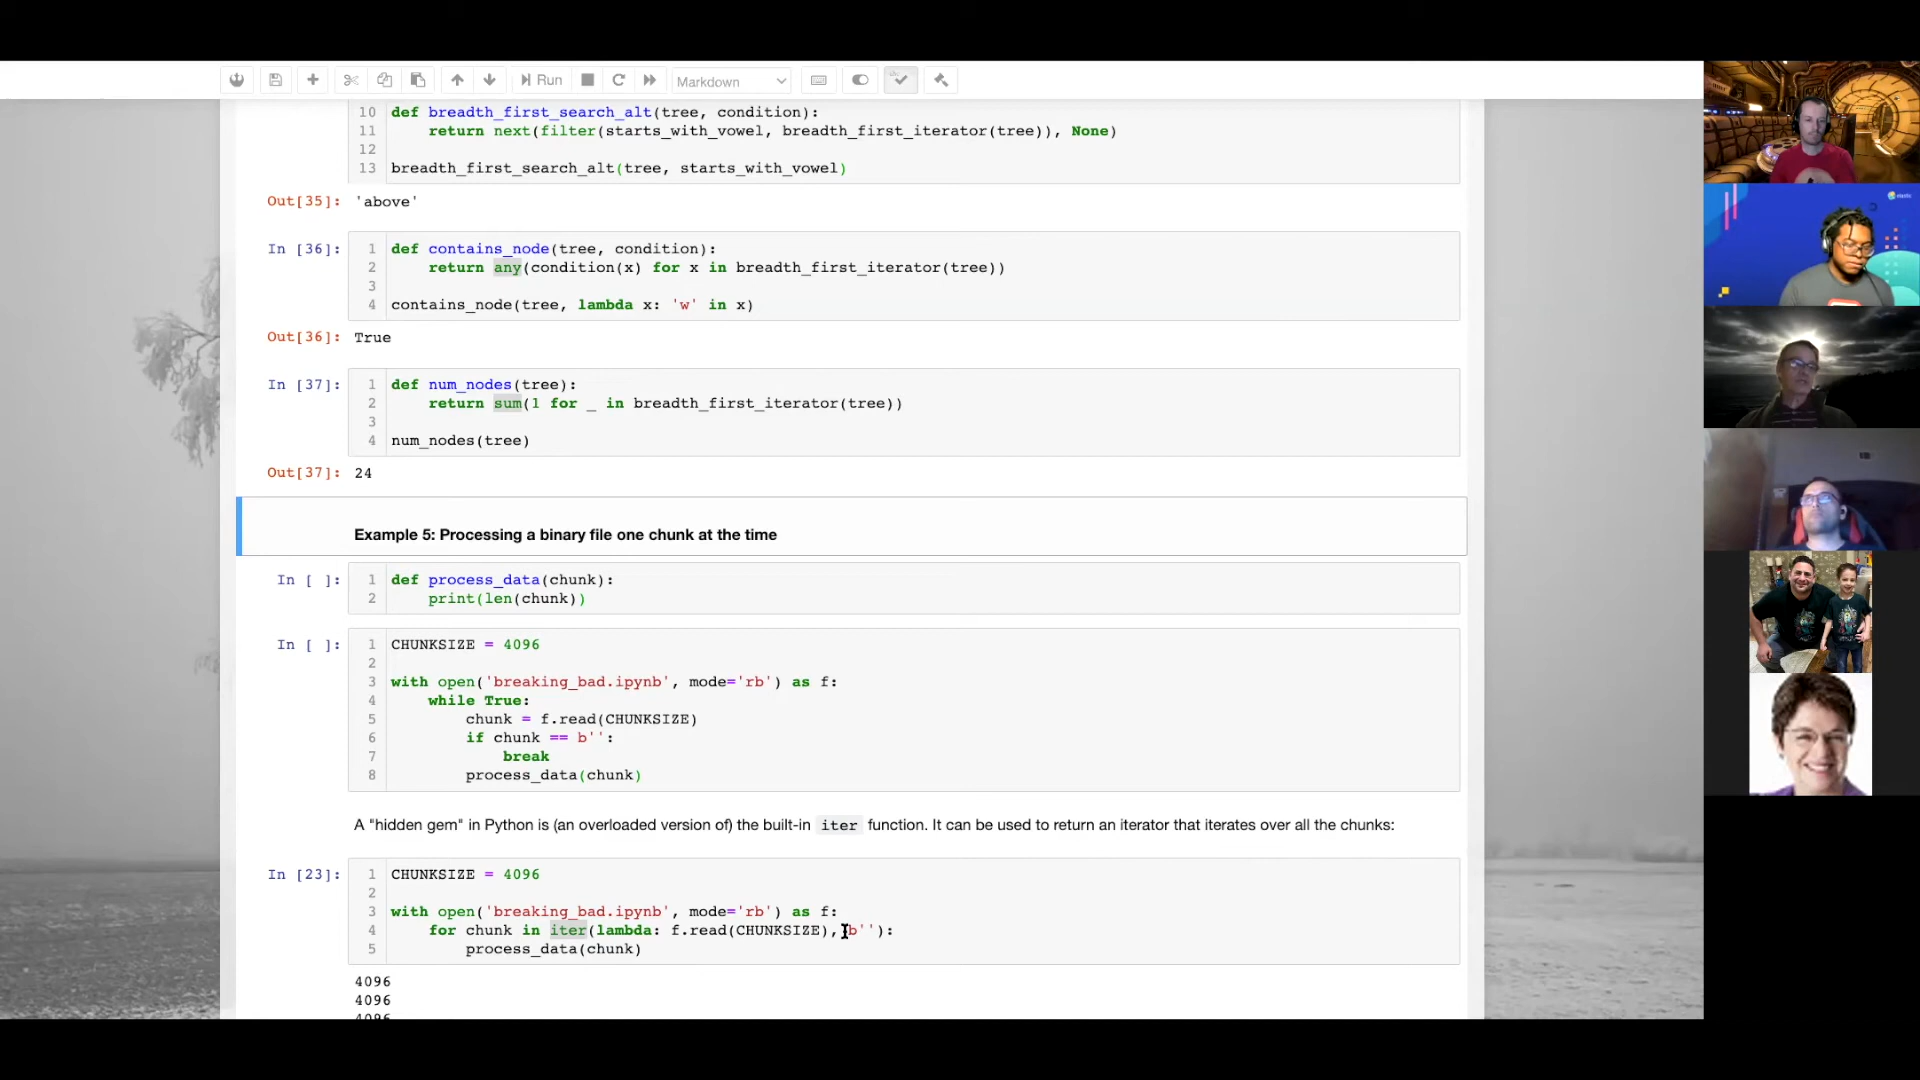 Run
Markdown
10 def breadth_first_search_alt(tree, condition):
11 return next(filter(starts_with_vowel, breadth_first_iterator(tree)), None)
12
13 breadth_first_search_alt(tree, starts_with_vowel)
Out[35]: 'above'
In [36]: 1 def contains_node(tree, condition):
2 return any(condition(x) for x in breadth_first_iterator(tree))
3
4 contains_node(tree, lambda x: 'w' in x)
Out[36]: True
In [37]: 1 def num_nodes(tree):
2 return sum(1 for _ in breadth_first_iterator(tree))
3
4 num_nodes(tree)
Out[37]: 24
Example 5: Processing a binary file one chunk at the time
In [ ]: 1 def process_data(chunk):
2 print(len(chunk))
In [ ]: 1 CHUNKSIZE = 4096
2
3 with open('breaking_bad.ipynb', mode='rb') as f:
4 while True:
5 chunk = f.read(CHUNKSIZE)
6 if chunk == b'':
7 break
8 process_data(chunk)
A "hidden gem" in Python is (an overloaded version of) the built-in iter function. It can be used to return an iterator that iterates over all the chunks:
In [23]: 1 CHUNKSIZE = 4096
2
3 with open('breaking_bad.ipynb', mode='rb') as f:
4 for chunk in iter(lambda: f.read(CHUNKSIZE), b''):
5 process_data(chunk)
4096
4096
4096